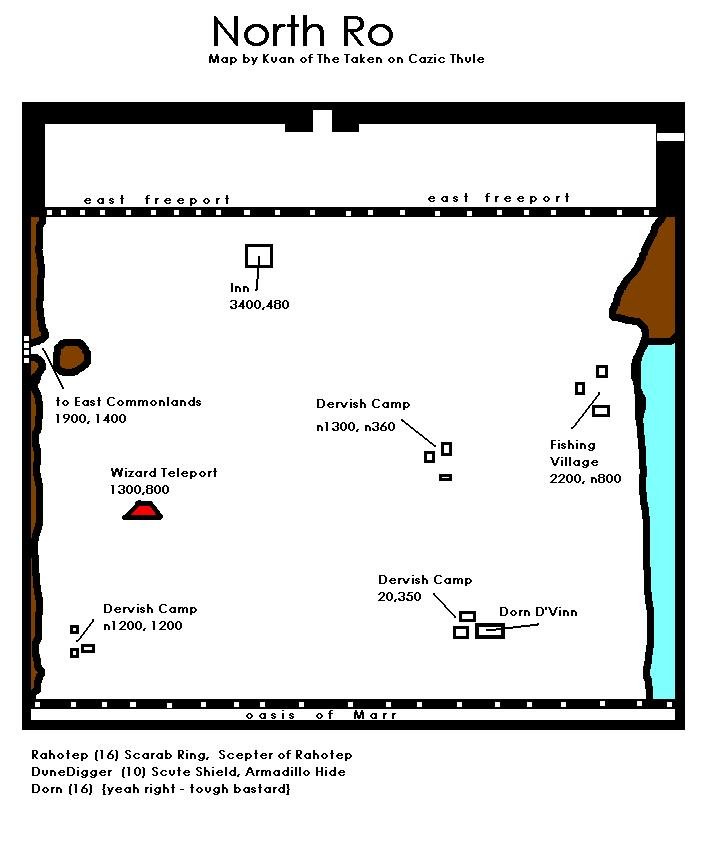 North Ro
Map by Kuan of The Taken on Cazic Thule
east freeport
east freeport
Inn
3400,480
to East Commonlands
1900, 1400
Dervish Camp
n1300, n360
Fishing
Village
2200, n800
Wizard Teleport
1300,800
Dervish Camp
20,350
Dorn D'Vinn
Dervish Camp
n1200, 1200
oasis of Marr
Rahotep (16) Scarab Ring, Scepter of Rahotep
DuneDigger (10) Scute Shield, Armadillo Hide
Dorn (16) {yeah right - tough bastard}